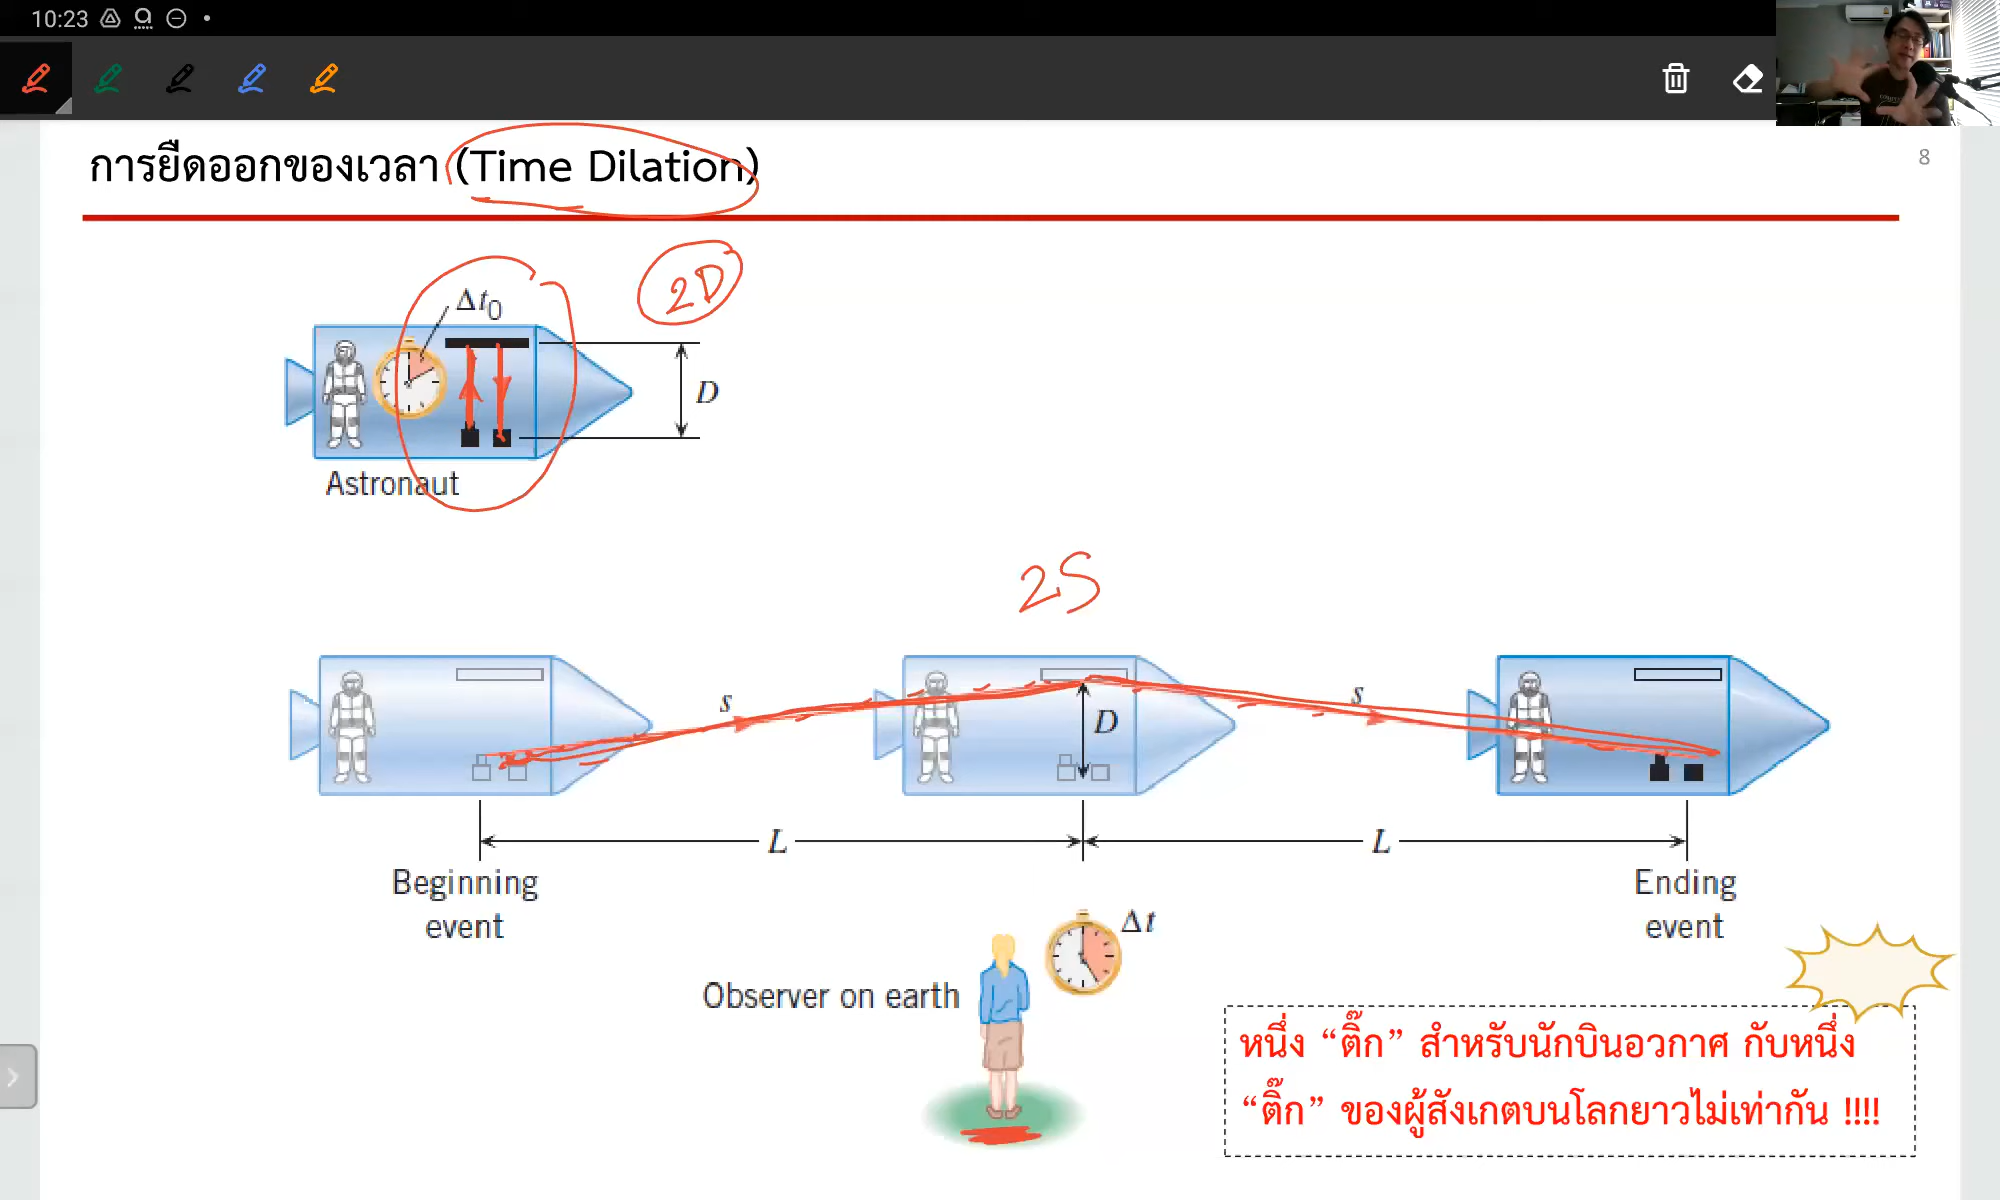 10:23
การยืดออกของเวลา (Time Dilation)
8
2D
Δt0
D
Astronaut
2S
s
s
D
L
L
Beginning
event
Ending
event
Δt
Observer on earth
หนึ่ง “ติ๊ก” สำหรับนักบินอวกาศ กับหนึ่ง
“ติ๊ก” ของผู้สังเกตบนโลกยาวไม่เท่ากัน !!!!